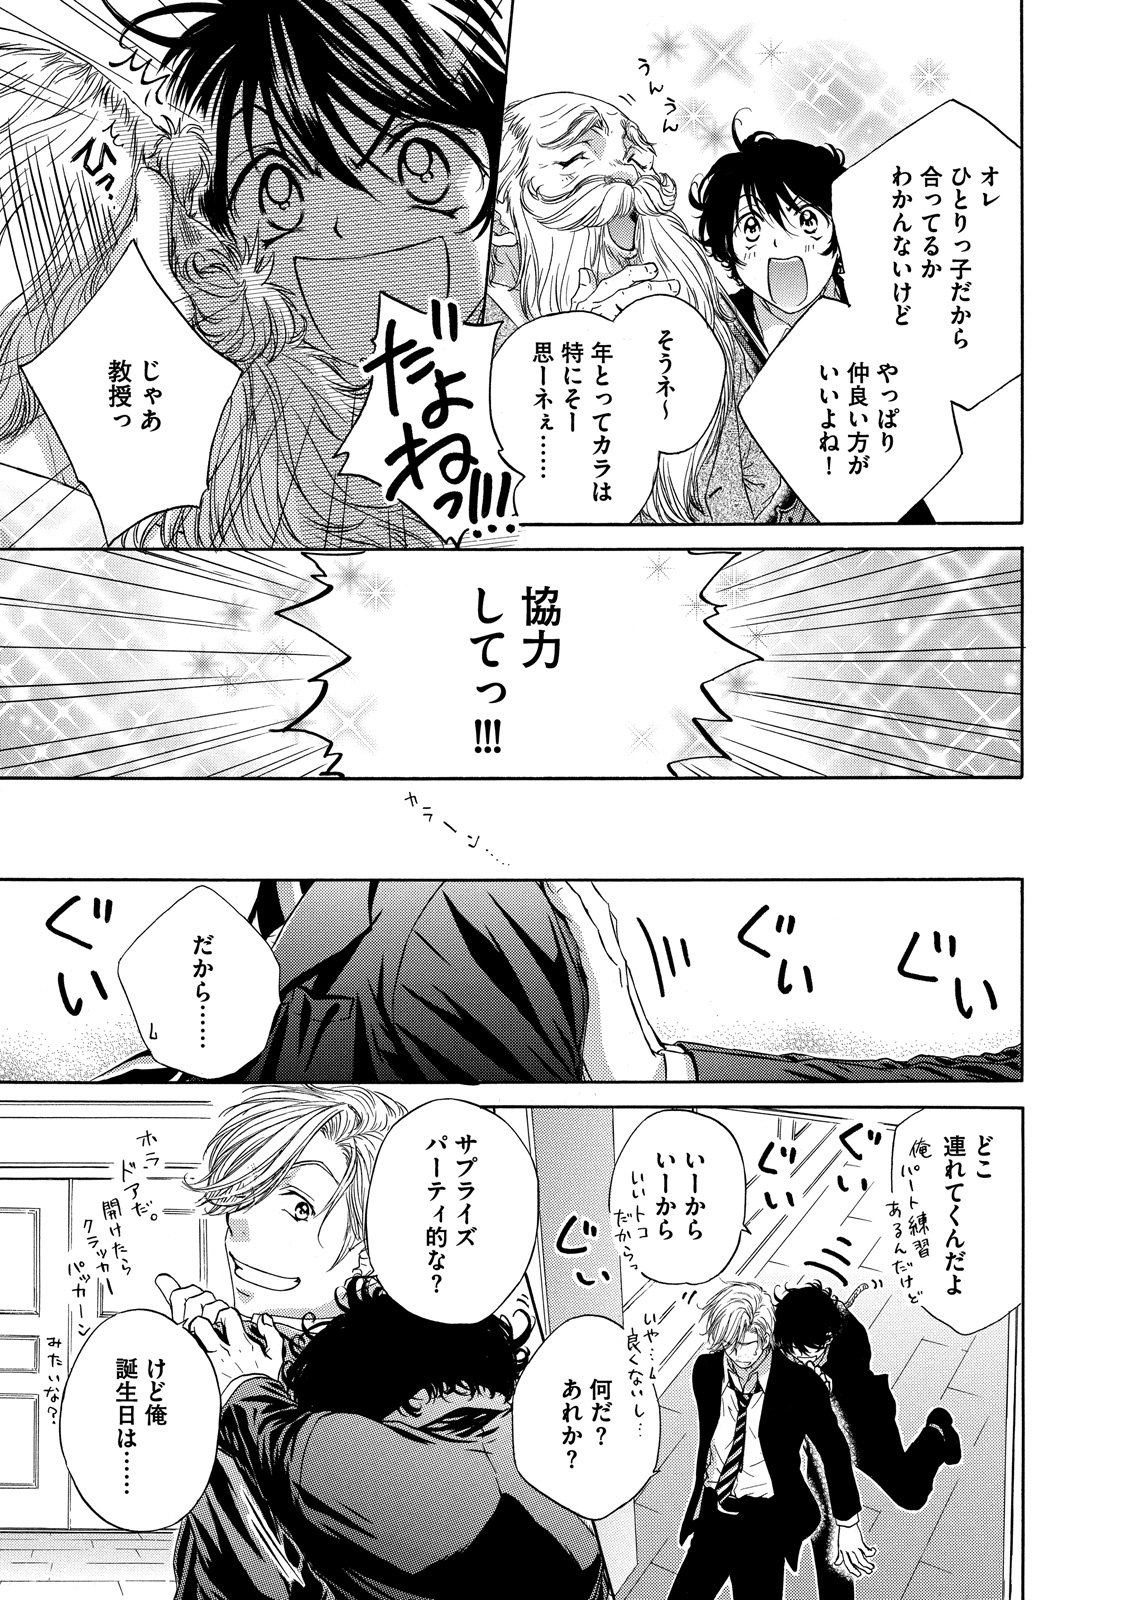 オレ
ひとりっ子だから
合ってるか
わかんないけど
やっぱり
仲良い方が
いいよね！
うんうん
そうネ～
年とってカラは
特にそー
思ーネぇ……
だよねっ!!!!
ひっ？
じゃあ
教授っ
協力
してっ!!!
カラーン……
ぐい
ぐい
ぐい
だから……
どこ
連れてくんだよ
俺パート練習
あるんだけど
ぐい
ぐい
いーから
いーから
いいトコ
だからっ
いや…
良くないし…
何だ？
あれか？
サプライズ
パーティ的な？
ホラ
ドアだ。
開けたら
クラッカー
パッカーン
みたいな？
けど俺
誕生日は……